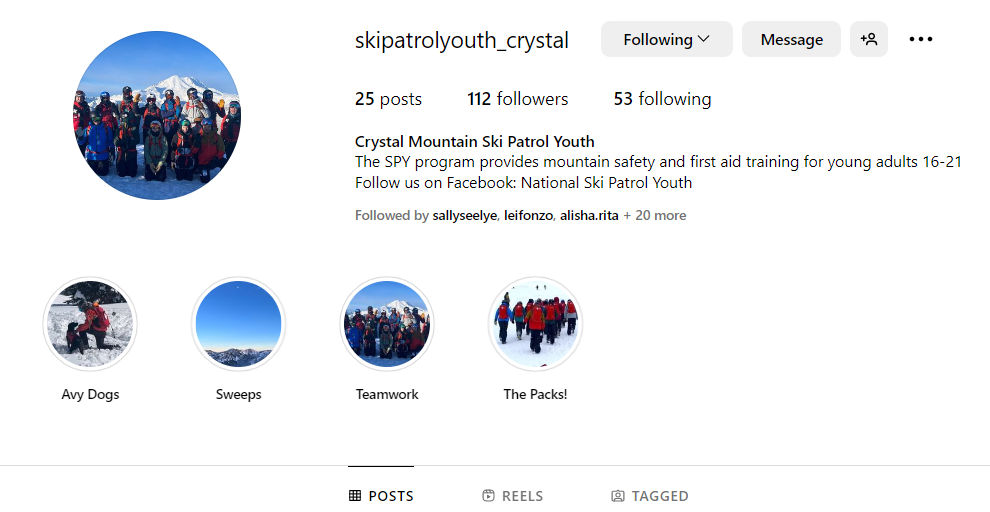 skipatrolyouth_crystal
Following
Message
25 posts
112 followers
53 following
Crystal Mountain Ski Patrol Youth
The SPY program provides mountain safety and first aid training for young adults 16-21
Follow us on Facebook: National Ski Patrol Youth
Followed by sallyseelye, leifonzo, alisha.rita + 20 more
Avy Dogs
Sweeps
Teamwork
The Packs!
POSTS
REELS
TAGGED